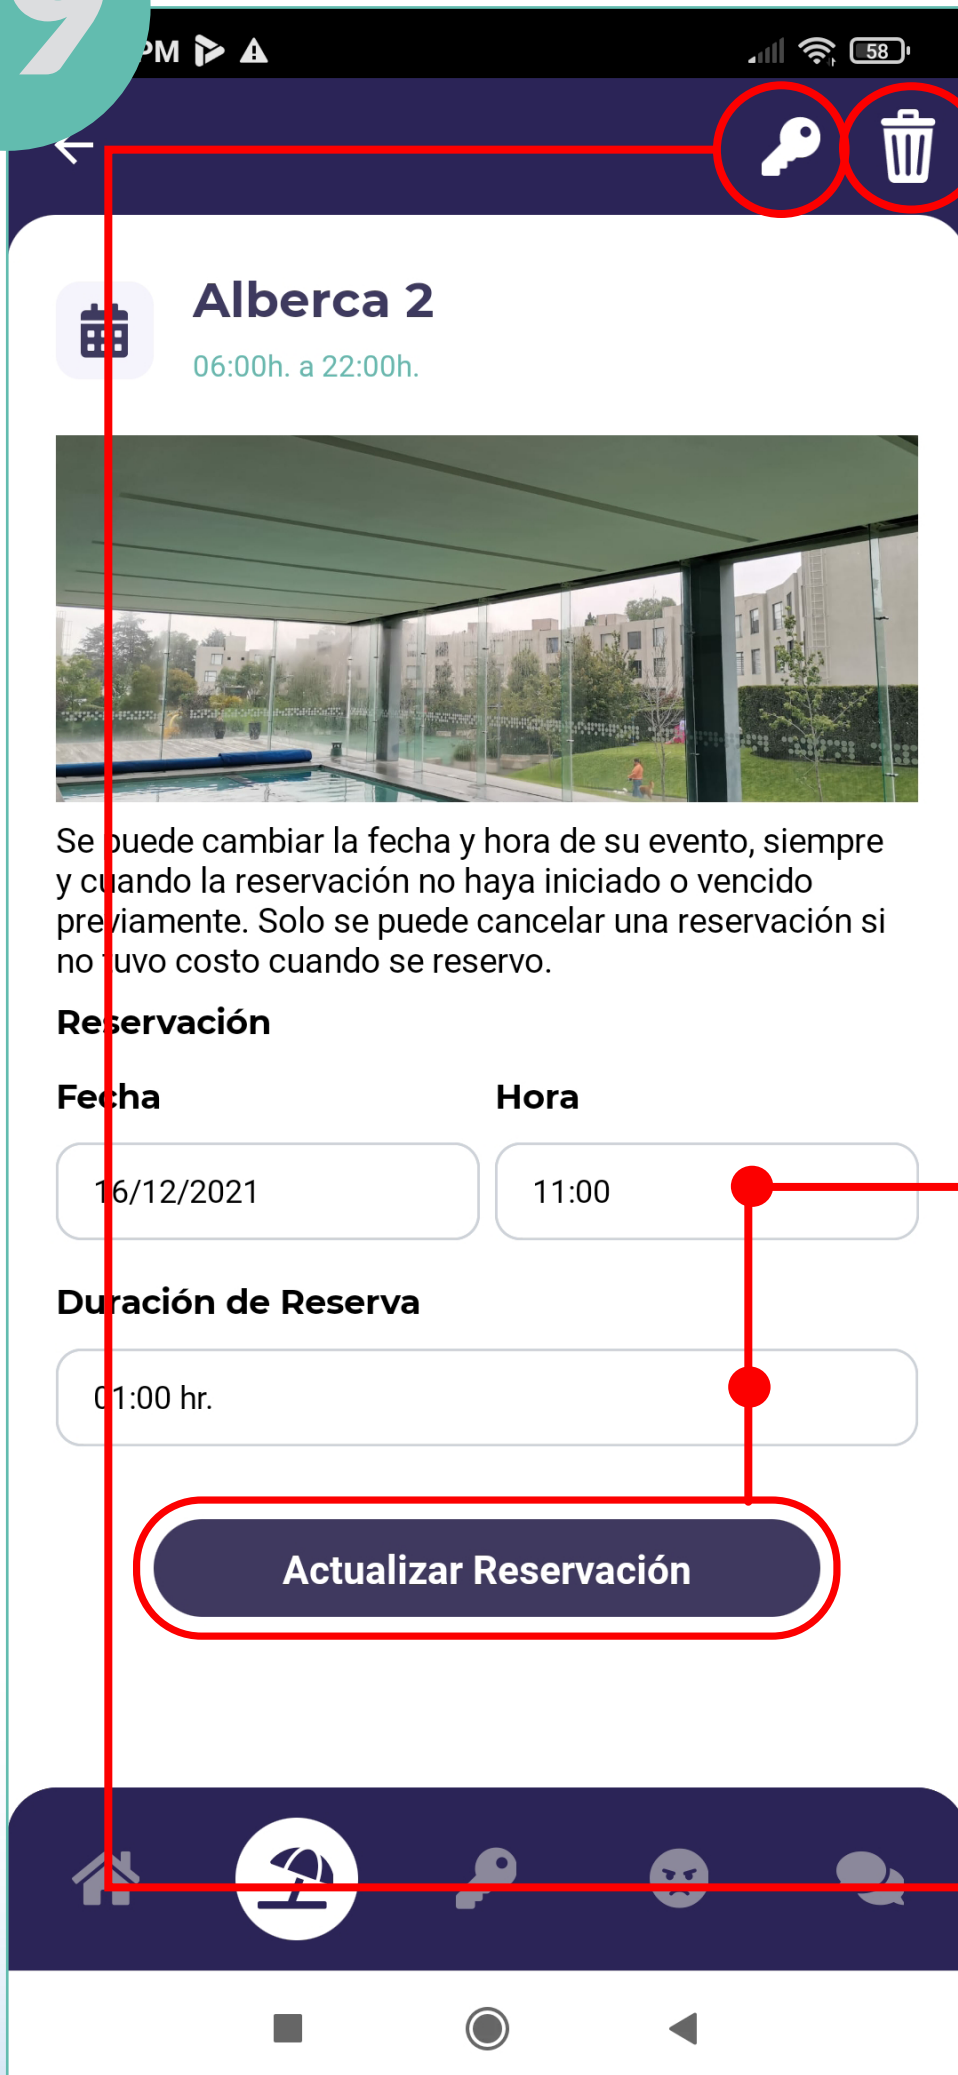 9
PM
58
Alberca 2
06:00h. a 22:00h.
Se puede cambiar la fecha y hora de su evento, siempre
y cuando la reservación no haya iniciado o vencido
previamente. Solo se puede cancelar una reservación si
no tuvo costo cuando se reservo.
Reservación
Fecha Hora
16/12/2021 11:00
Duración de Reserva
01:00 hr.
Actualizar Reservación